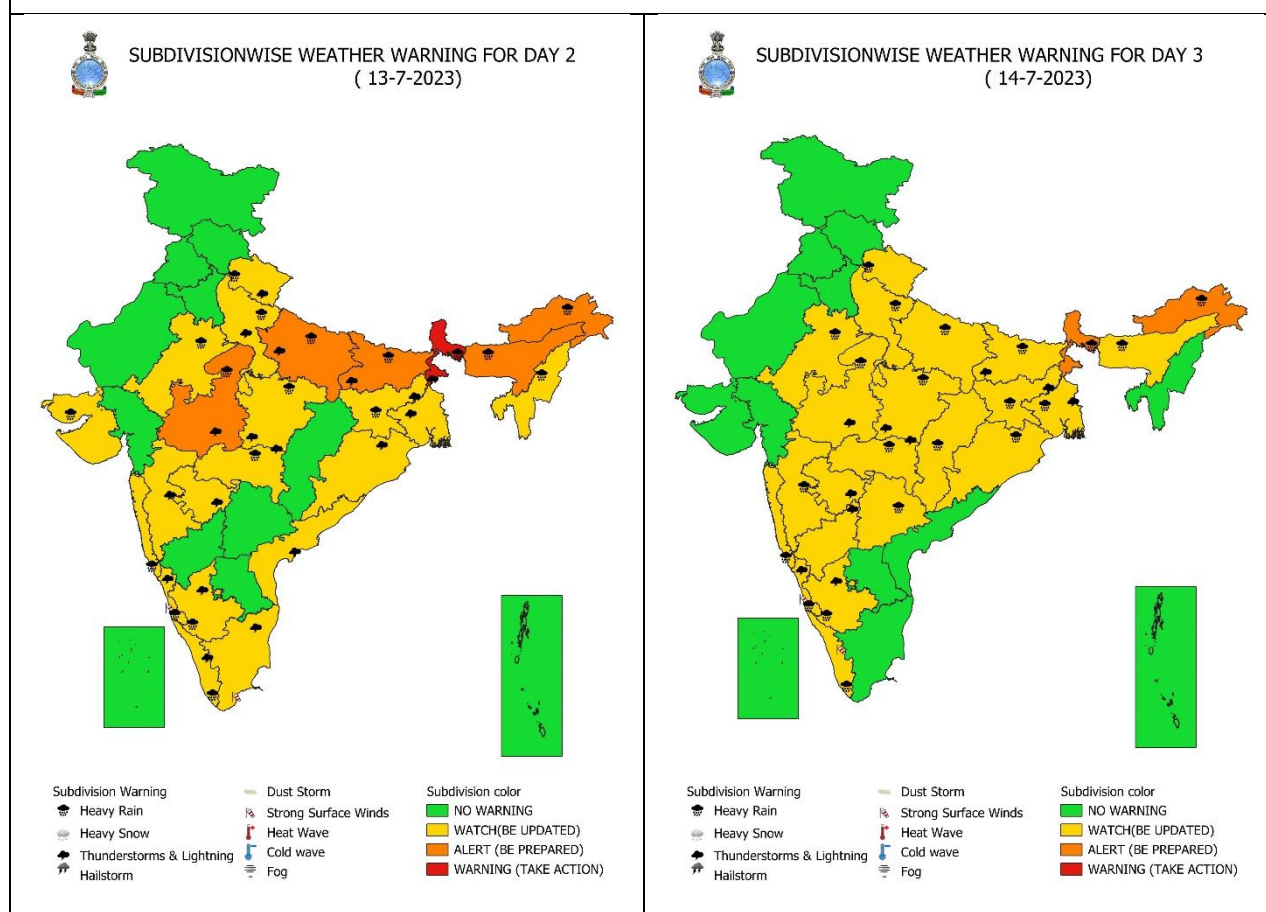 SUBDIVISIONWISE WEATHER WARNING FOR DAY 2
( 13-7-2023)
Subdivision Warning
Heavy Rain
Heavy Snow
Thunderstorms & Lightning
Hailstorm
Dust Storm
Strong Surface Winds
Heat Wave
Cold wave
Fog
Subdivision color
NO WARNING
WATCH(BE UPDATED)
ALERT (BE PREPARED)
WARNING (TAKE ACTION)
SUBDIVISIONWISE WEATHER WARNING FOR DAY 3
( 14-7-2023)
Subdivision Warning
Heavy Rain
Heavy Snow
Thunderstorms & Lightning
Hailstorm
Dust Storm
Strong Surface Winds
Heat Wave
Cold wave
Fog
Subdivision color
NO WARNING
WATCH(BE UPDATED)
ALERT (BE PREPARED)
WARNING (TAKE ACTION)